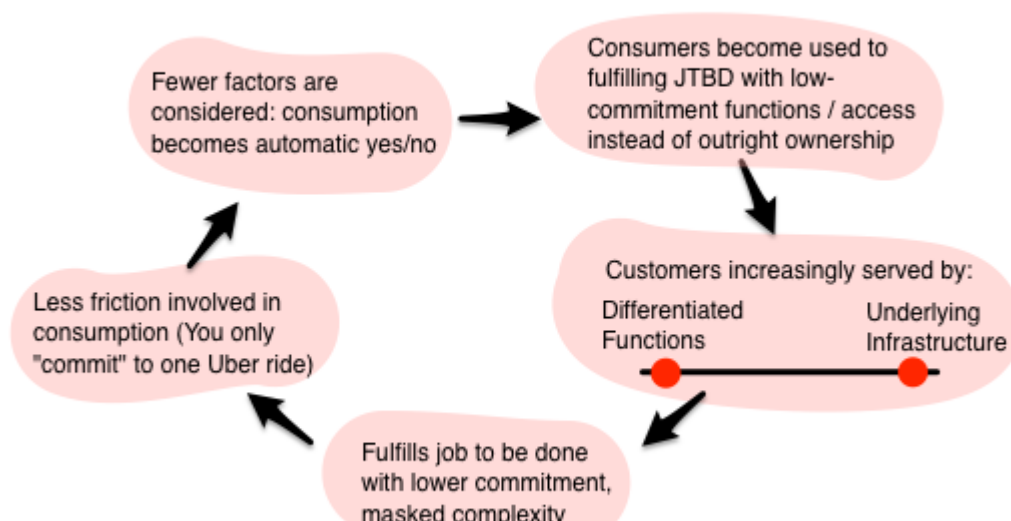 Fewer factors are
considered: consumption
becomes automatic yes/no
Consumers become used to
fulfilling JTBD with low-
commitment functions / access
instead of outright ownership
Customers increasingly served by:
Differentiated
Functions
Underlying
Infrastructure
Fulfills job to be done
with lower commitment,
masked complexity
Less friction involved in
consumption (You only
"commit" to one Uber ride)